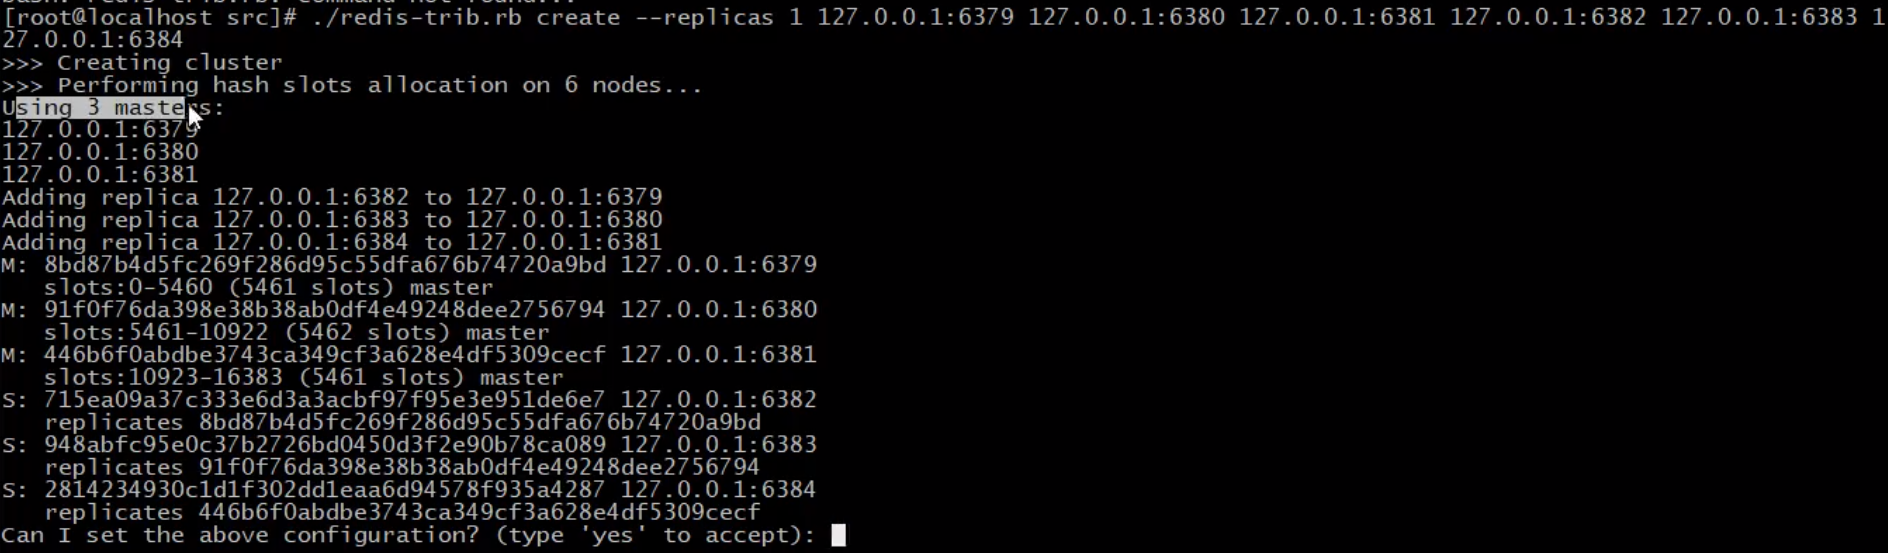 bash: redis-trib.rb: command not found...
[root@localhost src]# ./redis-trib.rb create --replicas 1 127.0.0.1:6379 127.0.0.1:6380 127.0.0.1:6381 127.0.0.1:6382 127.0.0.1:6383 1
27.0.0.1:6384
>>> Creating cluster
>>> Performing hash slots allocation on 6 nodes...
Using 3 masters:
127.0.0.1:6379
127.0.0.1:6380
127.0.0.1:6381
Adding replica 127.0.0.1:6382 to 127.0.0.1:6379
Adding replica 127.0.0.1:6383 to 127.0.0.1:6380
Adding replica 127.0.0.1:6384 to 127.0.0.1:6381
M: 8bd87b4d5fc269f286d95c55dfa676b74720a9bd 127.0.0.1:6379
   slots:0-5460 (5461 slots) master
M: 91f0f76da398e38b38ab0df4e49248dee2756794 127.0.0.1:6380
   slots:5461-10922 (5462 slots) master
M: 446b6f0abdbe3743ca349cf3a628e4df5309cecf 127.0.0.1:6381
   slots:10923-16383 (5461 slots) master
S: 715ea09a37c333e6d3a3acbf97f95e3e951de6e7 127.0.0.1:6382
   replicates 8bd87b4d5fc269f286d95c55dfa676b74720a9bd
S: 948abfc95e0c37b2726bd0450d3f2e90b78ca089 127.0.0.1:6383
   replicates 91f0f76da398e38b38ab0df4e49248dee2756794
S: 2814234930c1d1f302dd1eaa6d94578f935a4287 127.0.0.1:6384
   replicates 446b6f0abdbe3743ca349cf3a628e4df5309cecf
Can I set the above configuration? (type 'yes' to accept):